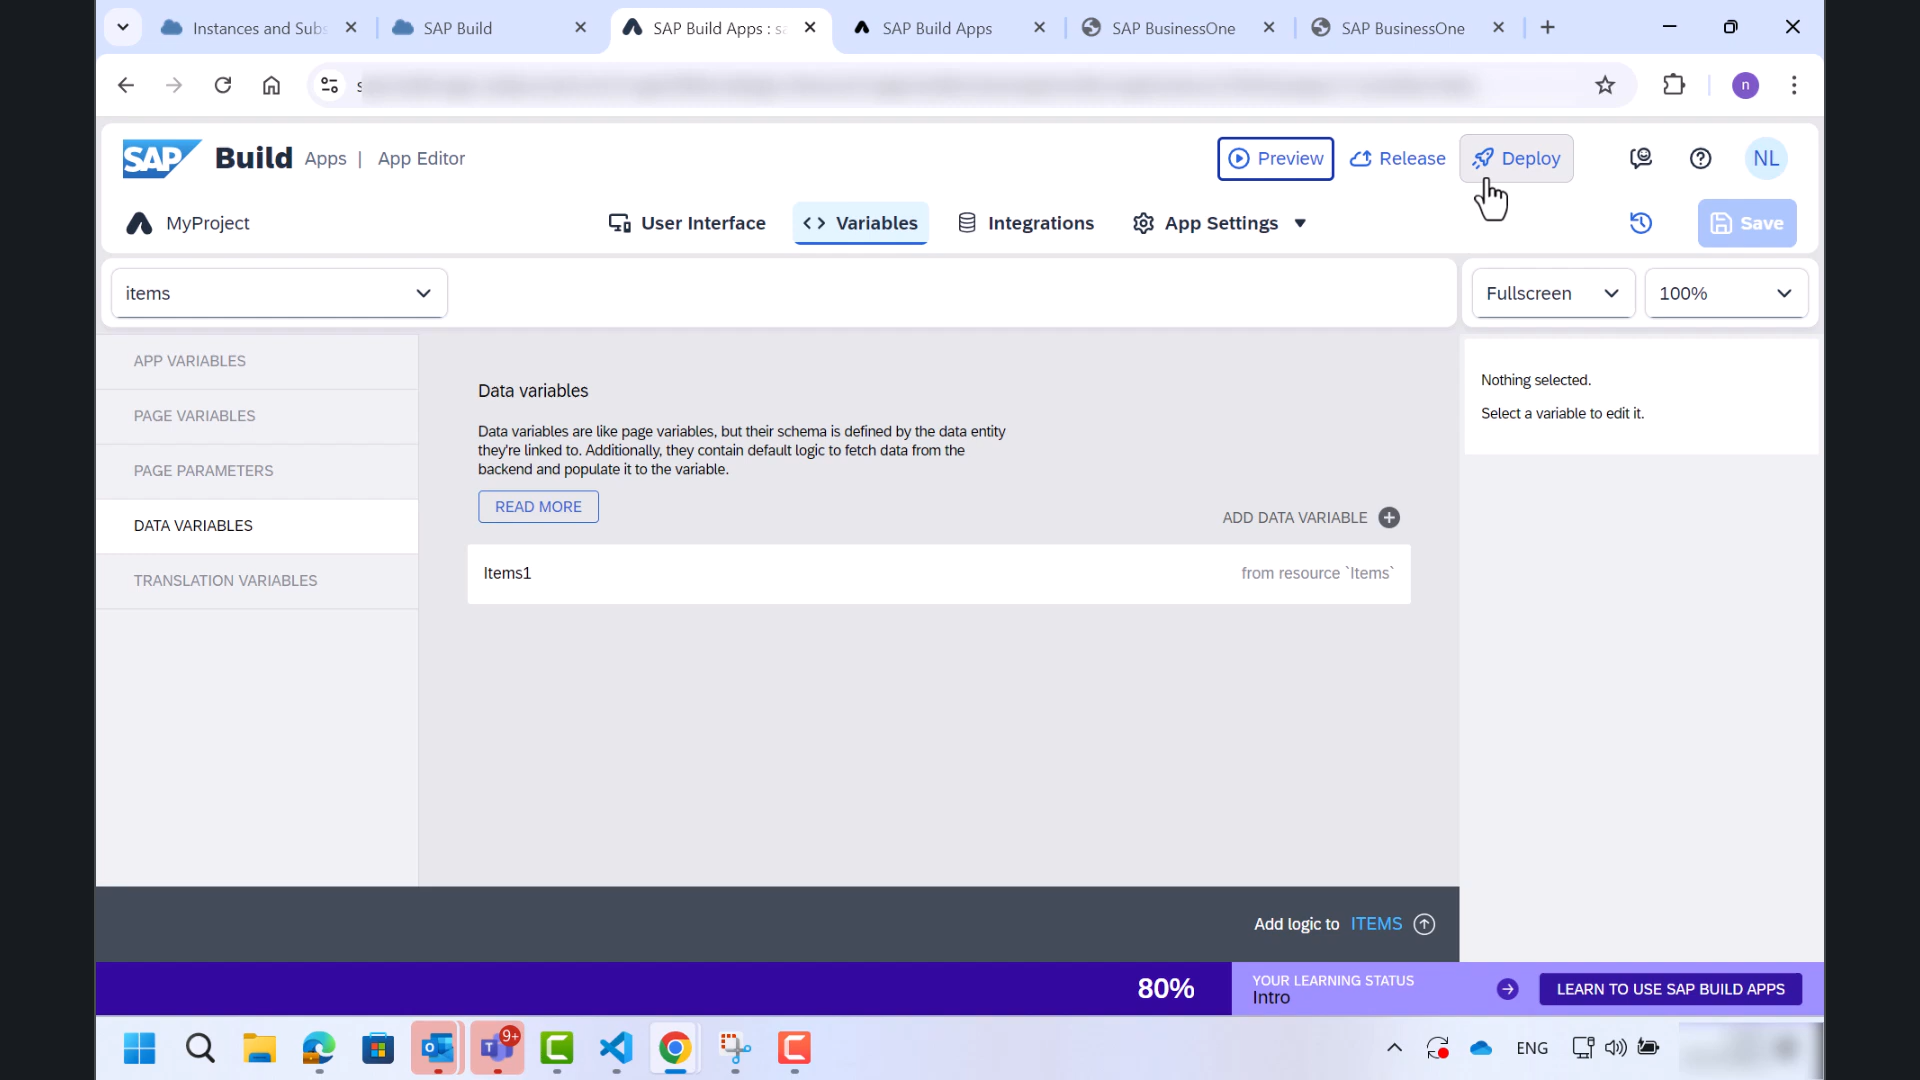 Instances and Subs
SAP Build
SAP Build Apps : sa
SAP Build Apps
SAP BusinessOne
SAP BusinessOne
n
SAP Build Apps | App Editor
Preview
Release
Deploy
NL
MyProject
User Interface
<> Variables
Integrations
App Settings
Save
items
Fullscreen
100%
APP VARIABLES
PAGE VARIABLES
PAGE PARAMETERS
DATA VARIABLES
TRANSLATION VARIABLES
Data variables
Data variables are like page variables, but their schema is defined by the data entity
they're linked to. Additionally, they contain default logic to fetch data from the
backend and populate it to the variable.
READ MORE
ADD DATA VARIABLE
Items1
from resource `Items`
Nothing selected.
Select a variable to edit it.
Add logic to ITEMS
80%
YOUR LEARNING STATUS
Intro
LEARN TO USE SAP BUILD APPS
9+
ENG